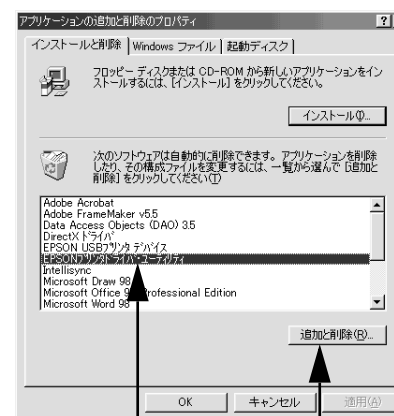 アプリケーションの追加と削除のプロパティ
?
インストールと削除
Windows ファイル
起動ディスク
フロッピー ディスクまたは CD-ROM から新しいアプリケーションをイン
ストールするには、[インストール] をクリックしてください。
インストール(I)...
次のソフトウェアは自動的に削除できます。アプリケーションを削除
したり、その構成ファイルを変更するには、一覧から選んで [追加と
削除] をクリックしてください(T)
Adobe Acrobat
Adobe FrameMaker v5.5
Data Access Objects (DAO) 3.5
DirectX ドライバ
EPSON USBプリンタ デバイス
EPSONプリンタドライバ・ユーティリティ
Intellisync
Microsoft Draw 98
Microsoft Office 9 Professional Edition
Microsoft Word 98
追加と削除(R)...
OK
キャンセル
適用(A)